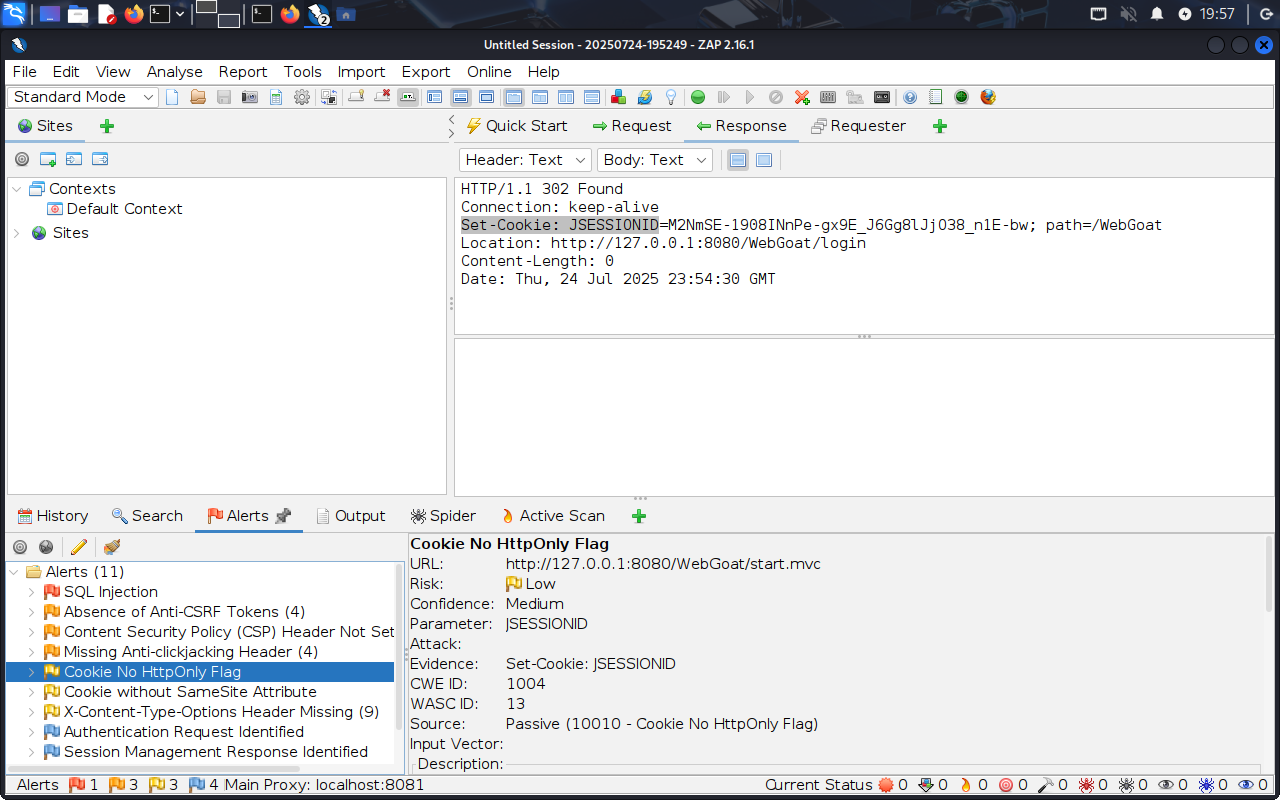 2
19:57
Untitled Session - 20250724-195249 - ZAP 2.16.1
File Edit View Analyse Report Tools Import Export Online Help
Standard Mode
Sites
Quick Start Request Response Requester
Header: Text Body: Text
Contexts
Default Context
Sites
HTTP/1.1 302 Found
Connection: keep-alive
Set-Cookie: JSESSIONID=M2NmSE-1908INnPe-gx9E_J6Gg8lJjO38_n1E-bw; path=/WebGoat
Location: http://127.0.0.1:8080/WebGoat/login
Content-Length: 0
Date: Thu, 24 Jul 2025 23:54:30 GMT
History Search Alerts Output Spider Active Scan
Alerts (11)
SQL Injection
Absence of Anti-CSRF Tokens (4)
Content Security Policy (CSP) Header Not Set
Missing Anti-clickjacking Header (4)
Cookie No HttpOnly Flag
Cookie without SameSite Attribute
X-Content-Type-Options Header Missing (9)
Authentication Request Identified
Session Management Response Identified
Cookie No HttpOnly Flag
URL: http://127.0.0.1:8080/WebGoat/start.mvc
Risk: Low
Confidence: Medium
Parameter: JSESSIONID
Attack:
Evidence: Set-Cookie: JSESSIONID
CWE ID: 1004
WASC ID: 13
Source: Passive (10010 - Cookie No HttpOnly Flag)
Input Vector:
Description:
Alerts 1 3 3 4 Main Proxy: localhost:8081 Current Status 0 0 0 0 0 0 0 0 0 0